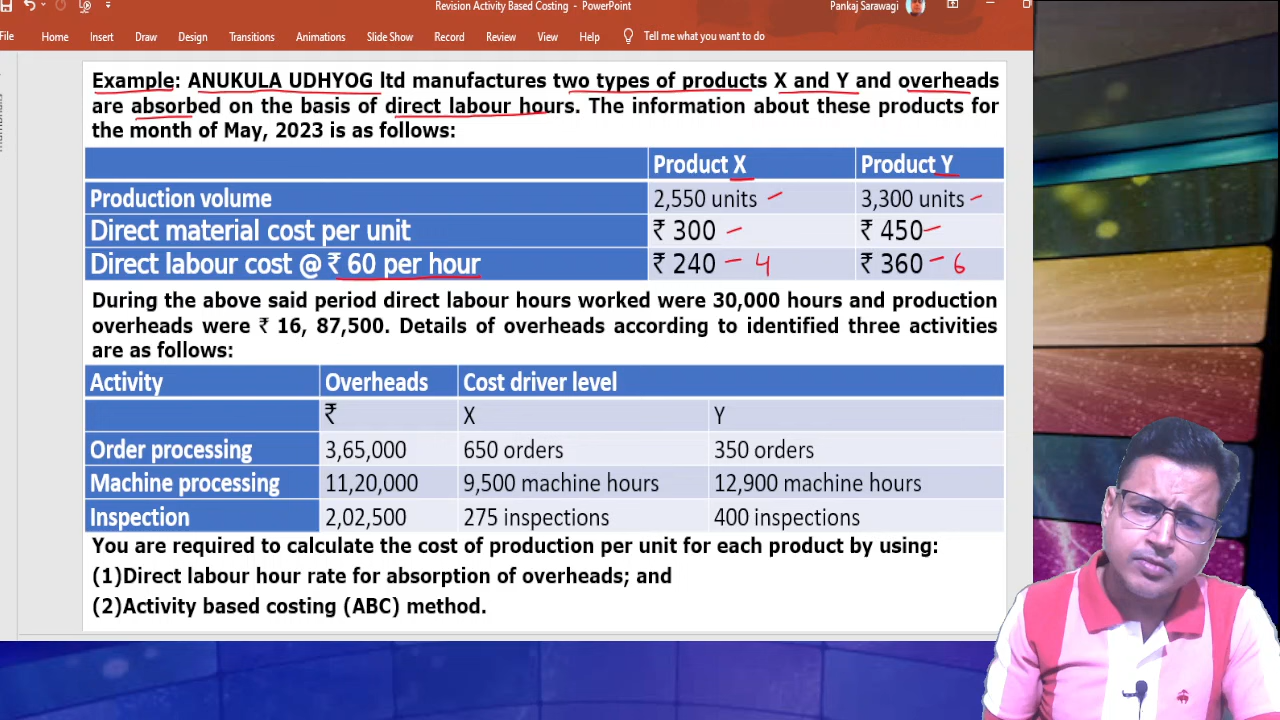 Revision Activity Based Costing - PowerPoint
Pankaj Sarawagi
File Home Insert Draw Design Transitions Animations Slide Show Record Review View Help Tell me what you want to do
Example: ANUKULA UDHYOG ltd manufactures two types of products X and Y and overheads
are absorbed on the basis of direct labour hours. The information about these products for
the month of May, 2023 is as follows:
Product X Product Y
Production volume 2,550 units 3,300 units
Direct material cost per unit ₹ 300 ₹ 450
Direct labour cost @ ₹ 60 per hour ₹ 240 - 4 ₹ 360 - 6
During the above said period direct labour hours worked were 30,000 hours and production
overheads were ₹ 16, 87,500. Details of overheads according to identified three activities
are as follows:
Activity Overheads Cost driver level
₹ X Y
Order processing 3,65,000 650 orders 350 orders
Machine processing 11,20,000 9,500 machine hours 12,900 machine hours
Inspection 2,02,500 275 inspections 400 inspections
You are required to calculate the cost of production per unit for each product by using:
(1)Direct labour hour rate for absorption of overheads; and
(2)Activity based costing (ABC) method.